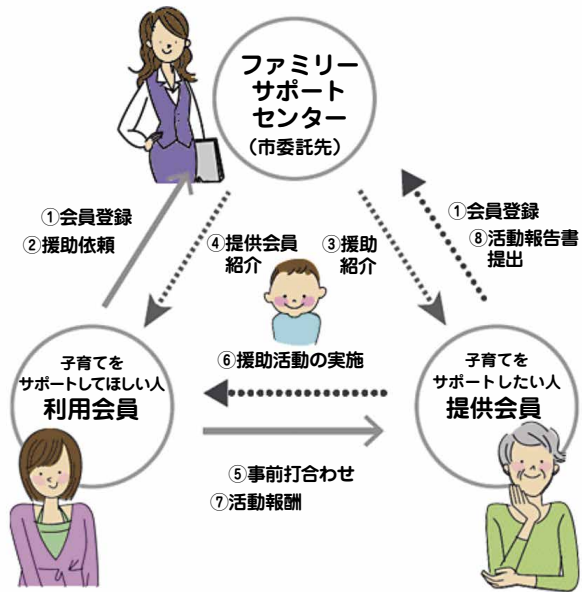 ファミリー
サポート
センター
(市委託先)
①会員登録
②援助依頼
④提供会員
紹介
③援助
紹介
①会員登録
⑧活動報告書
提出
子育てを
サポートしてほしい人
利用会員
⑥援助活動の実施
子育てを
サポートしたい人
提供会員
⑤事前打合わせ
⑦活動報酬